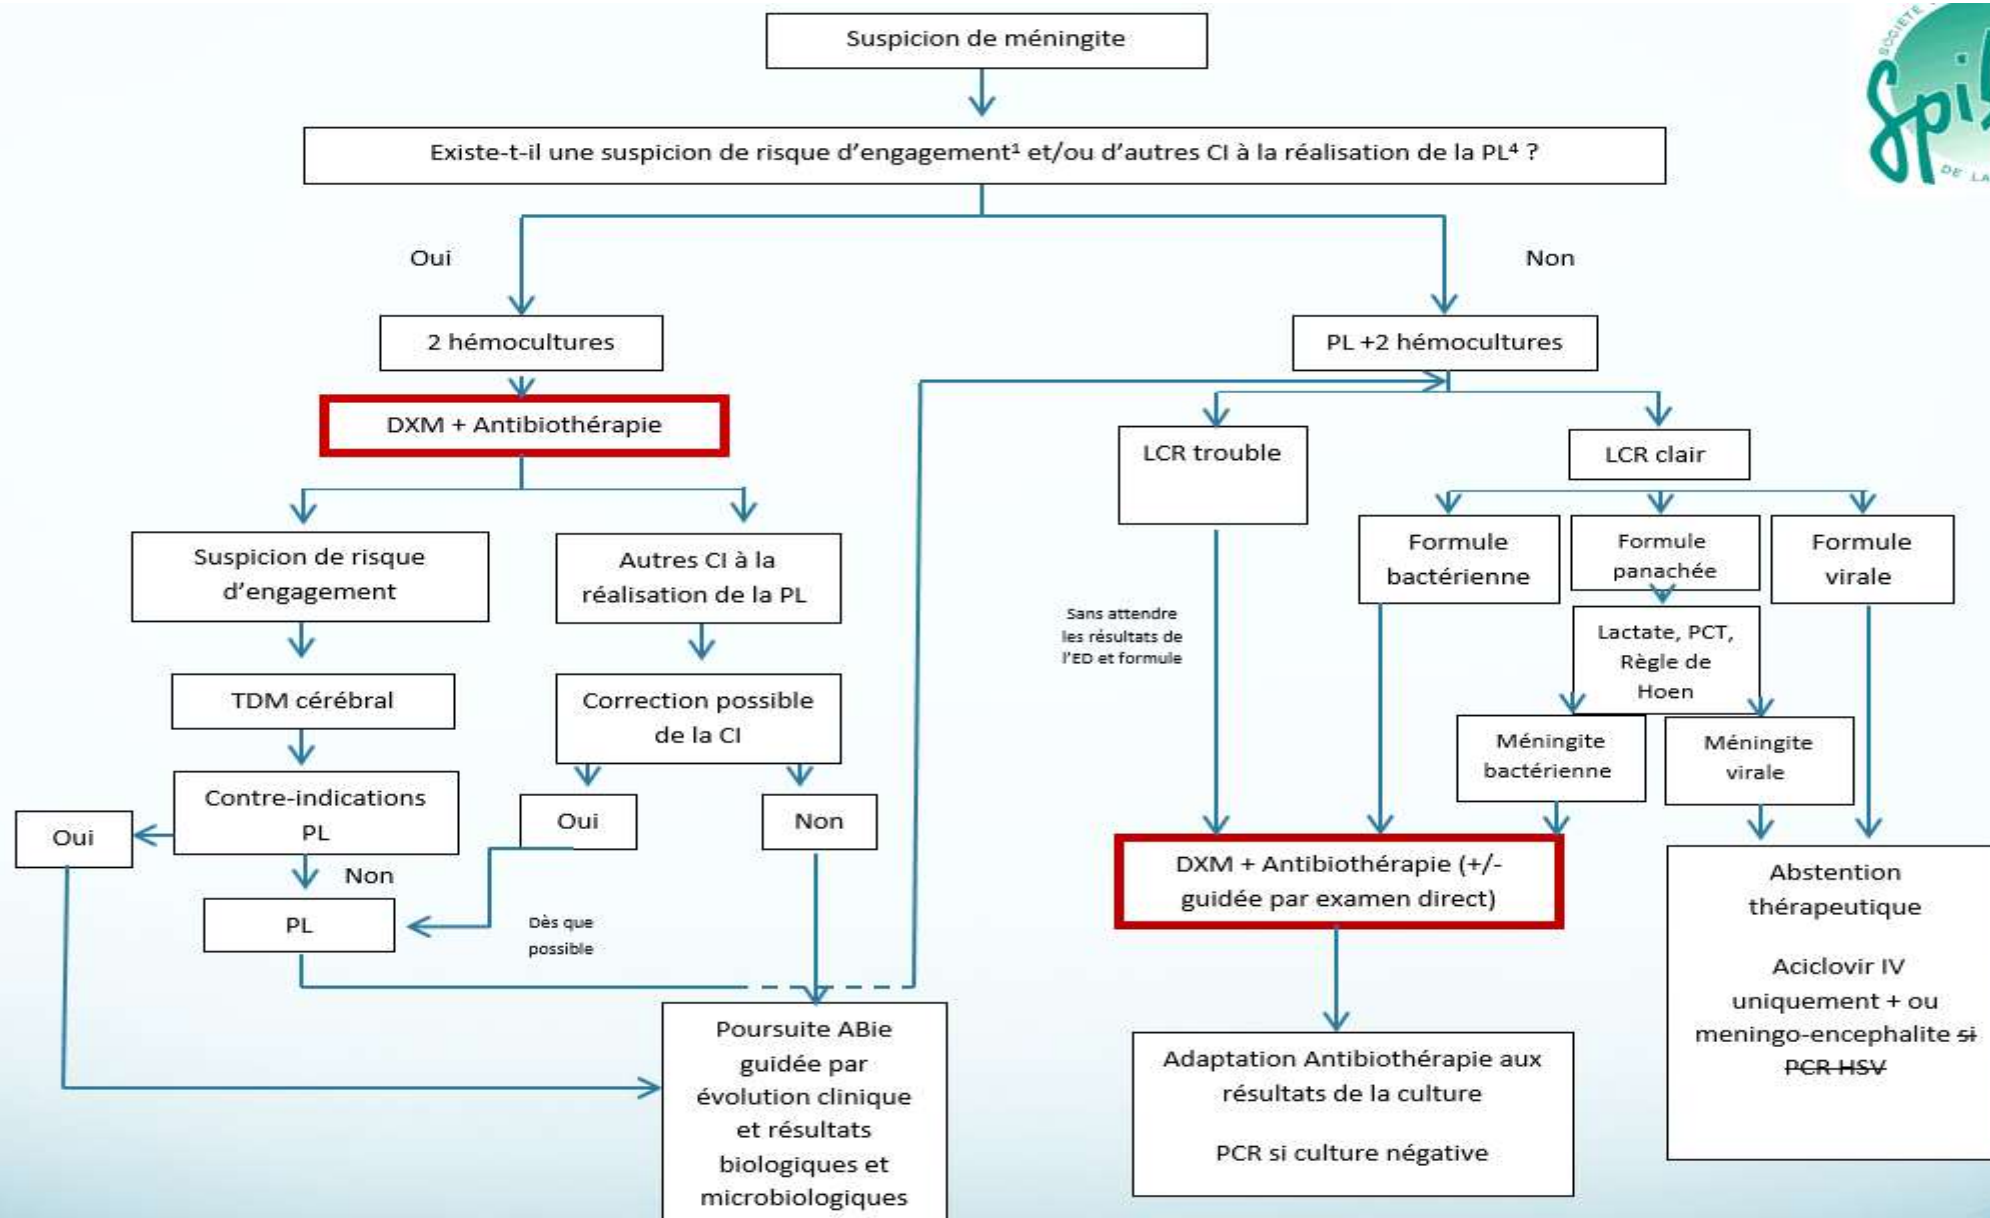 Suspicion de méningite
SOCIETE
Spil
DE LA
Existe-t-il une suspicion de risque d'engagement¹ et/ou d'autres CI à la réalisation de la PL⁴ ?
Oui
Non
2 hémocultures
DXM + Antibiothérapie
Suspicion de risque
d'engagement
Autres CI à la
réalisation de la PL
TDM cérébral
Correction possible
de la CI
Contre-indications
PL
Oui
Oui
Non
Non
PL
Dès que
possible
Poursuite ABie
guidée par
évolution clinique
et résultats
biologiques et
microbiologiques
PL +2 hémocultures
LCR trouble
LCR clair
Formule
bactérienne
Formule
panachée
Formule
virale
Sans attendre
les résultats de
l'ED et formule
Lactate, PCT,
Règle de
Hoen
Méningite
bactérienne
Méningite
virale
DXM + Antibiothérapie (+/-
guidée par examen direct)
Abstention
thérapeutique
Aciclovir IV
uniquement + ou
meningo-encephalite si
PCR HSV
Adaptation Antibiothérapie aux
résultats de la culture
PCR si culture négative